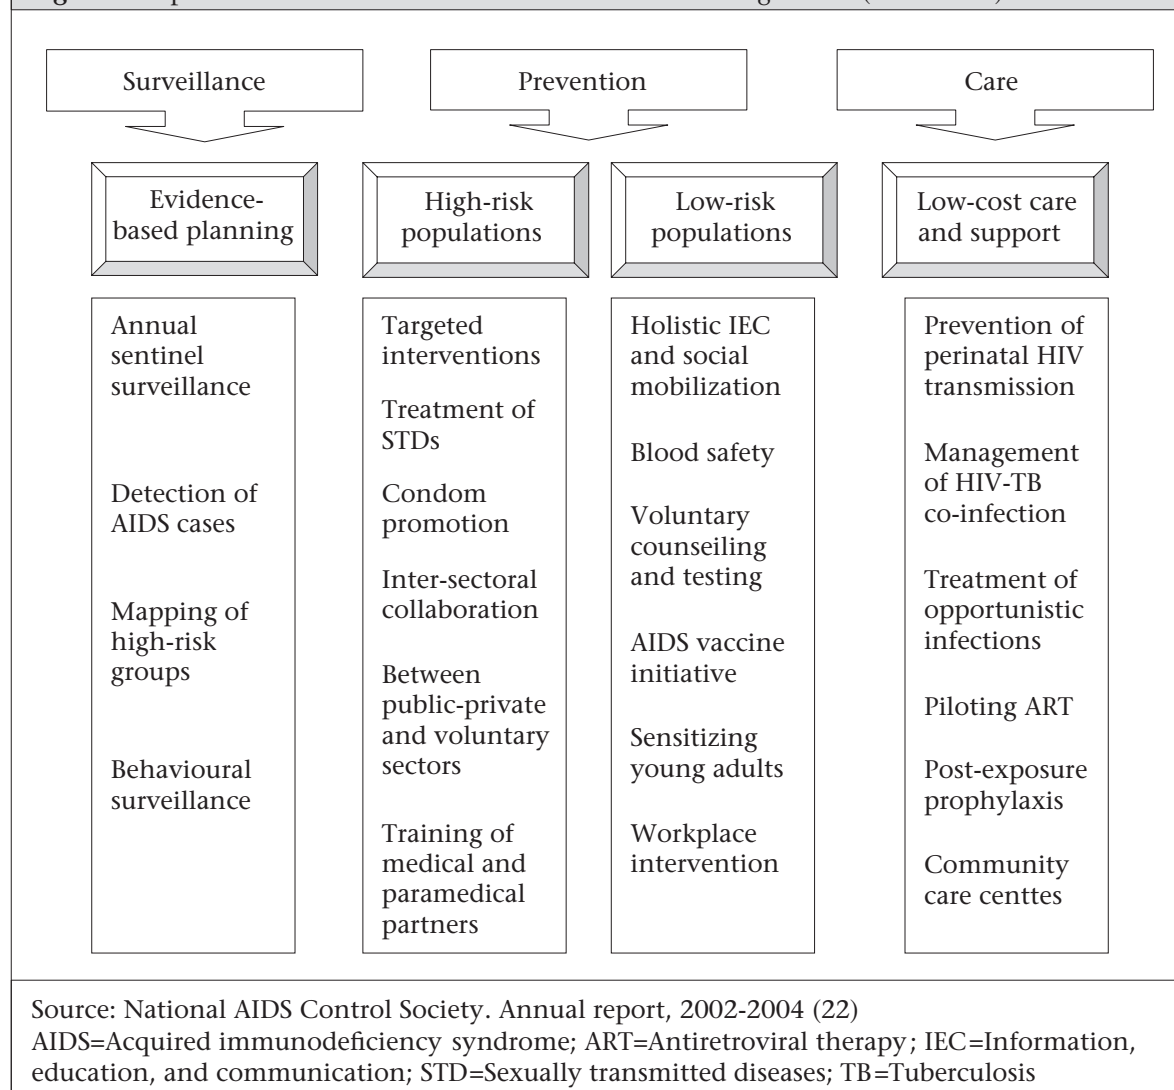 Surveillance
Prevention
Care
Evidence-
based planning
High-risk
populations
Low-risk
populations
Low-cost care
and support
Annual
sentinel
surveillance
Detection of
AIDS cases
Mapping of
high-risk
groups
Behavioural
surveillance
Targeted
interventions
Treatment of
STDs
Condom
promotion
Inter-sectoral
collaboration
Between
public-private
and voluntary
sectors
Training of
medical and
paramedical
partners
Holistic IEC
and social
mobilization
Blood safety
Voluntary
counseiling
and testing
AIDS vaccine
initiative
Sensitizing
young adults
Workplace
intervention
Prevention of
perinatal HIV
transmission
Management
of HIV-TB
co-infection
Treatment of
opportunistic
infections
Piloting ART
Post-exposure
prophylaxis
Community
care centtes
Source: National AIDS Control Society. Annual report, 2002-2004 (22)
AIDS=Acquired immunodeficiency syndrome; ART=Antiretroviral therapy; IEC=Information,
education, and communication; STD=Sexually transmitted diseases; TB=Tuberculosis